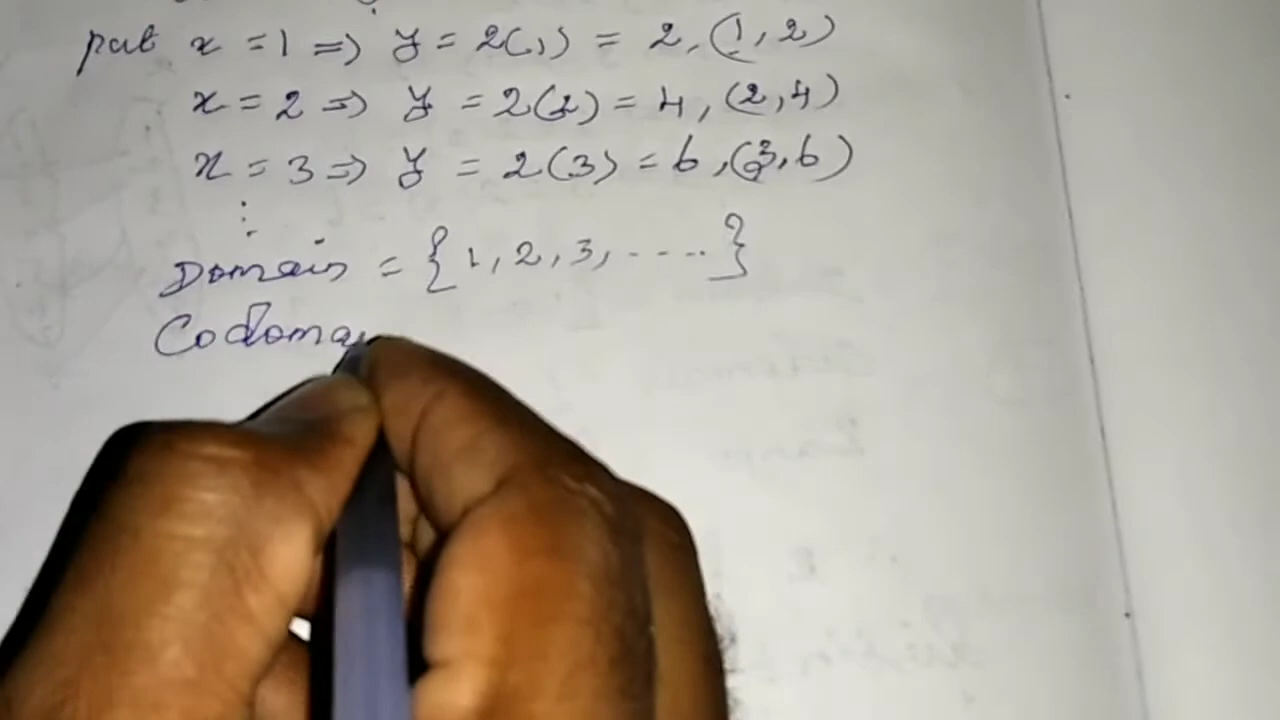 put x = 1 => y = 2(1) = 2, (1, 2)
x = 2 => y = 2(2) = 4, (2, 4)
x = 3 => y = 2(3) = 6, (3, 6)
⋮
Domain = {1, 2, 3, .....}
Codoma